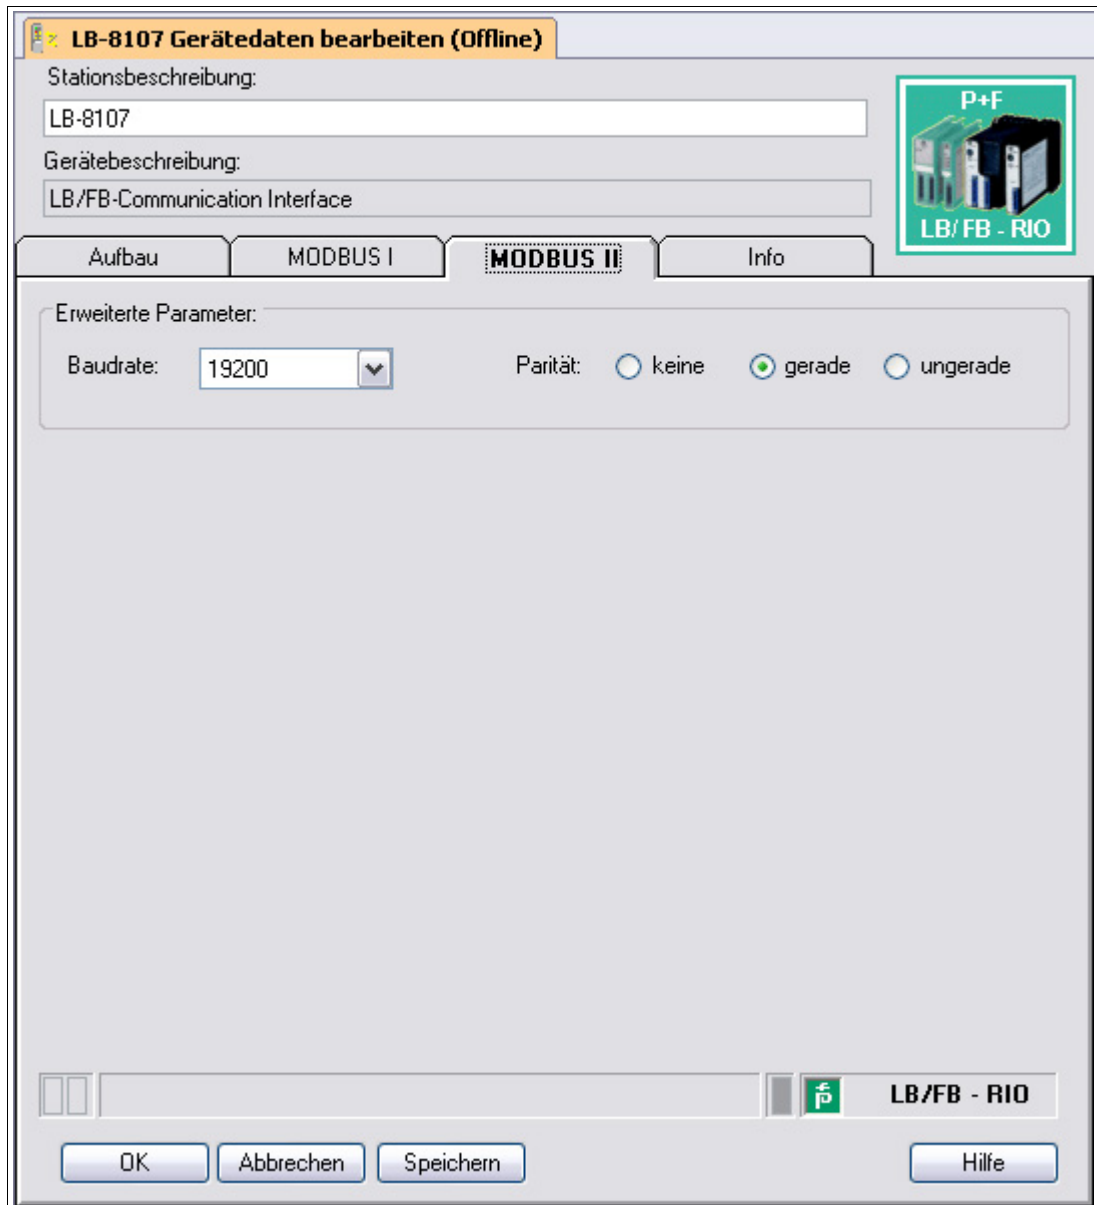 LB-8107 Gerätedaten bearbeiten (Offline)
Stationsbeschreibung:
LB-8107
Gerätebeschreibung:
LB/FB-Communication Interface
P+F
LB/FB - RIO
Aufbau MODBUS I MODBUS II Info
Erweiterte Parameter:
Baudrate: 19200 Parität: keine gerade ungerade
LB/FB - RIO
OK Abbrechen Speichern Hilfe